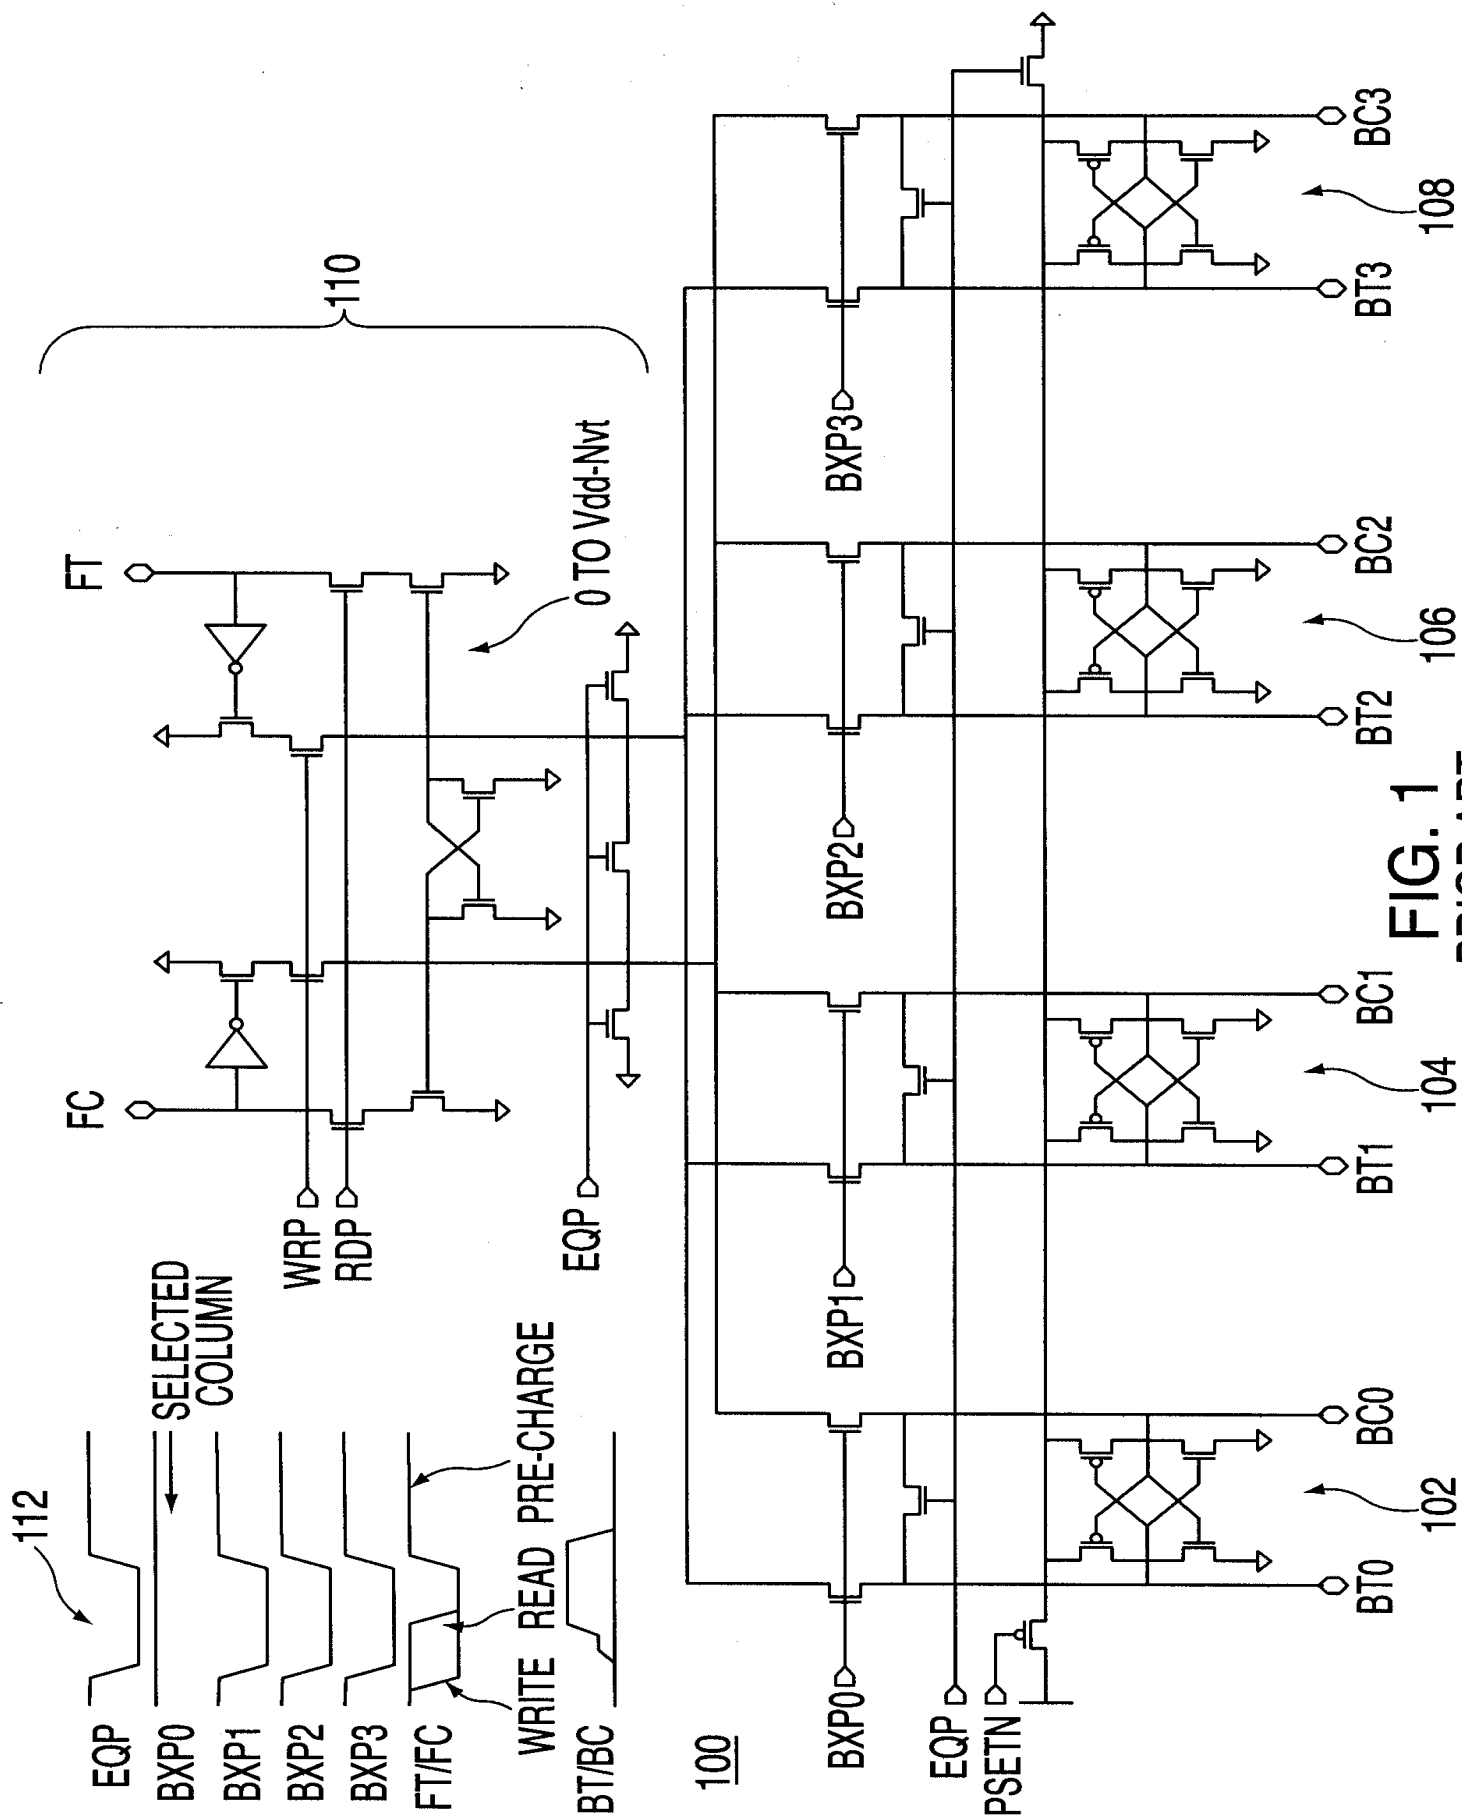 112
EQP
BXP0
SELECTED
COLUMN
BXP1
BXP2
BXP3
FT/FC
WRITE READ PRE-CHARGE
BT/BC
FC
FT
WRP
RDP
EQP
0 TO Vdd-Nvt
110
100
BXP0
BXP1
BXP2
BXP3
EQP
PSETN
BT0
BC0
BT1
BC1
BT2
BC2
BT3
BC3
102
104
106
108
FIG. 1
PRIOR ART